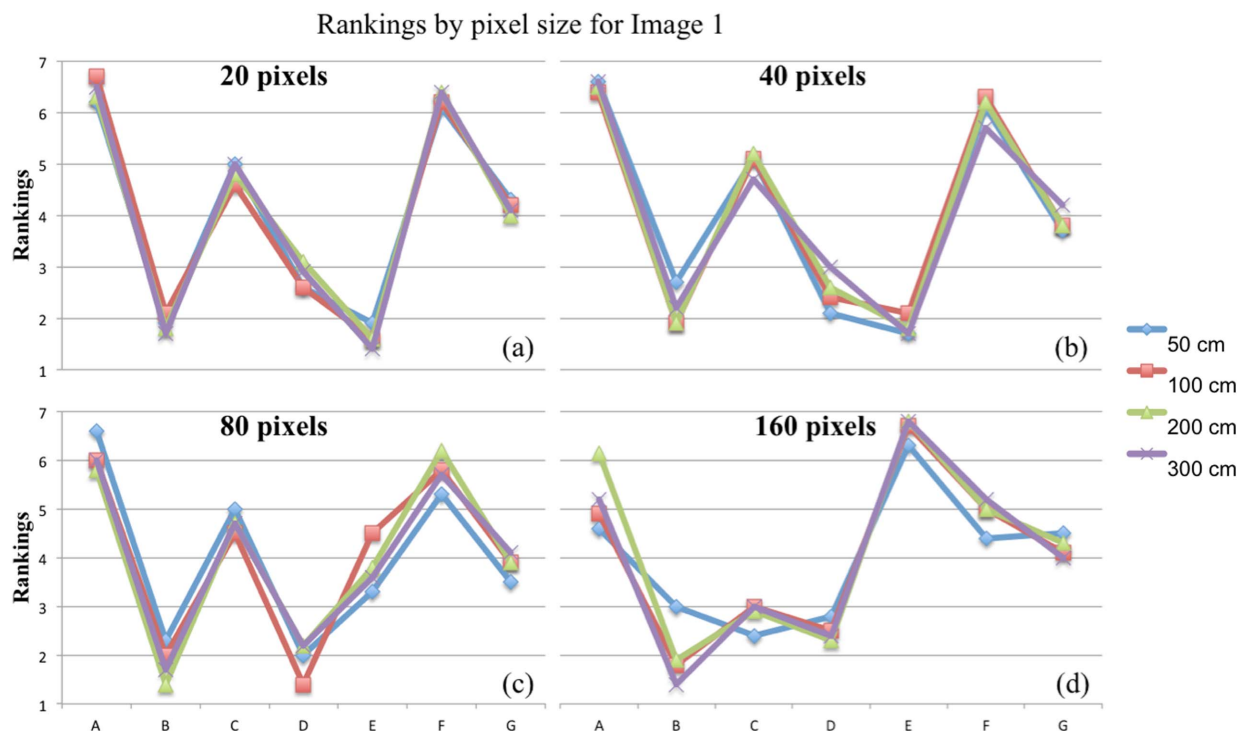 Rankings by pixel size for Image 1
20 pixels
40 pixels
7
6
5
4
3
2
1
Rankings
(a)
(b)
80 pixels
160 pixels
7
6
5
4
3
2
1
Rankings
(c)
(d)
A B C D E F G
A B C D E F G
50 cm
100 cm
200 cm
300 cm